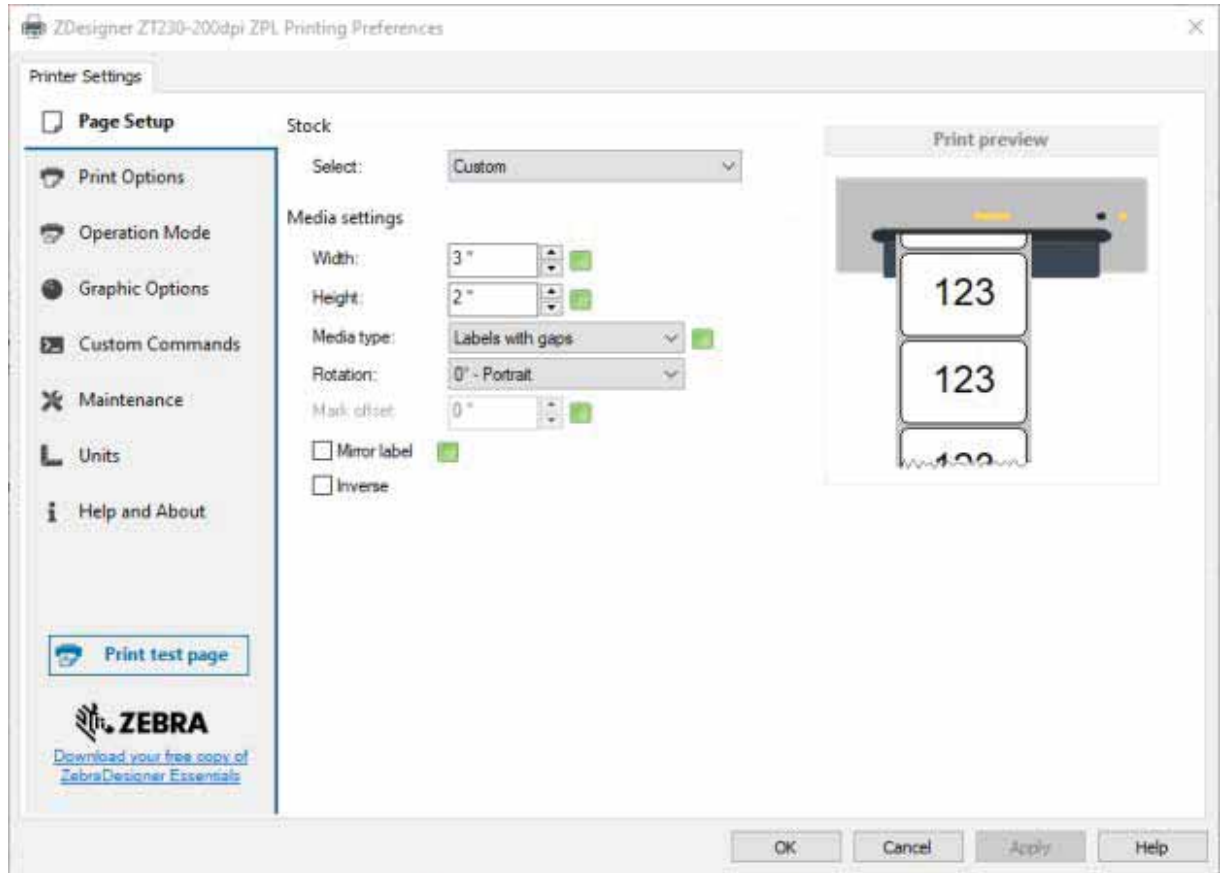 ZDesigner ZT230-200dpi ZPL Printing Preferences
Printer Settings
Page Setup
Print Options
Operation Mode
Graphic Options
Custom Commands
Maintenance
Units
Help and About
Print test page
ZEBRA
Download your free copy of
ZebraDesigner Essentials
Stock
Select: Custom
Media settings
Width: 3 "
Height: 2 "
Media type: Labels with gaps
Rotation: 0° - Portrait
Mark offset: 0 "
Mirror label
Inverse
Print preview
123
123
123
OK Cancel Apply Help